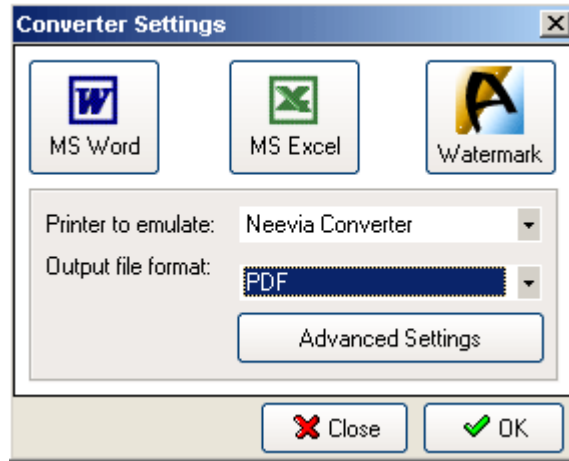 Converter Settings
MS Word
MS Excel
Watermark
Printer to emulate: Neevia Converter
Output file format: PDF
Advanced Settings
Close
OK